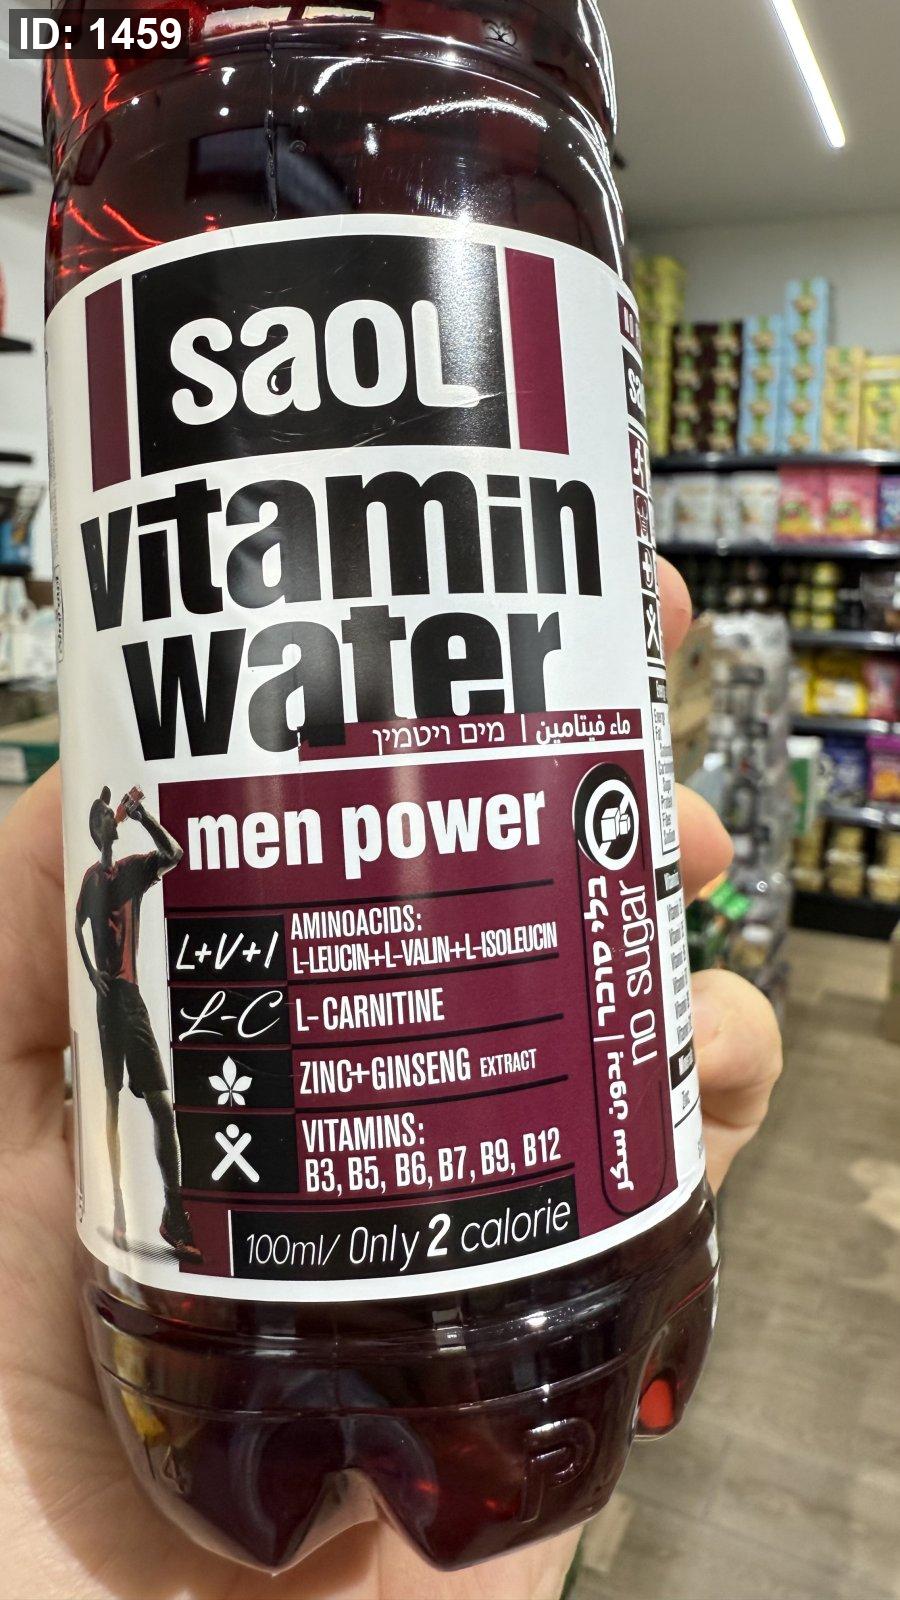 ID: 1459
saol
vitamin
water
מים ויטמין | ماء فيتامين
men power
L+V+I
AMINOACIDS:
L-LEUCIN+L-VALIN+L-ISOLEUCIN
L-C
L-CARNITINE
ZINC+GINSENG EXTRACT
VITAMINS:
B3, B5, B6, B7, B9, B12
100ml/ Only 2 calorie
בלי סוכר | بدون سكر
no sugar
P